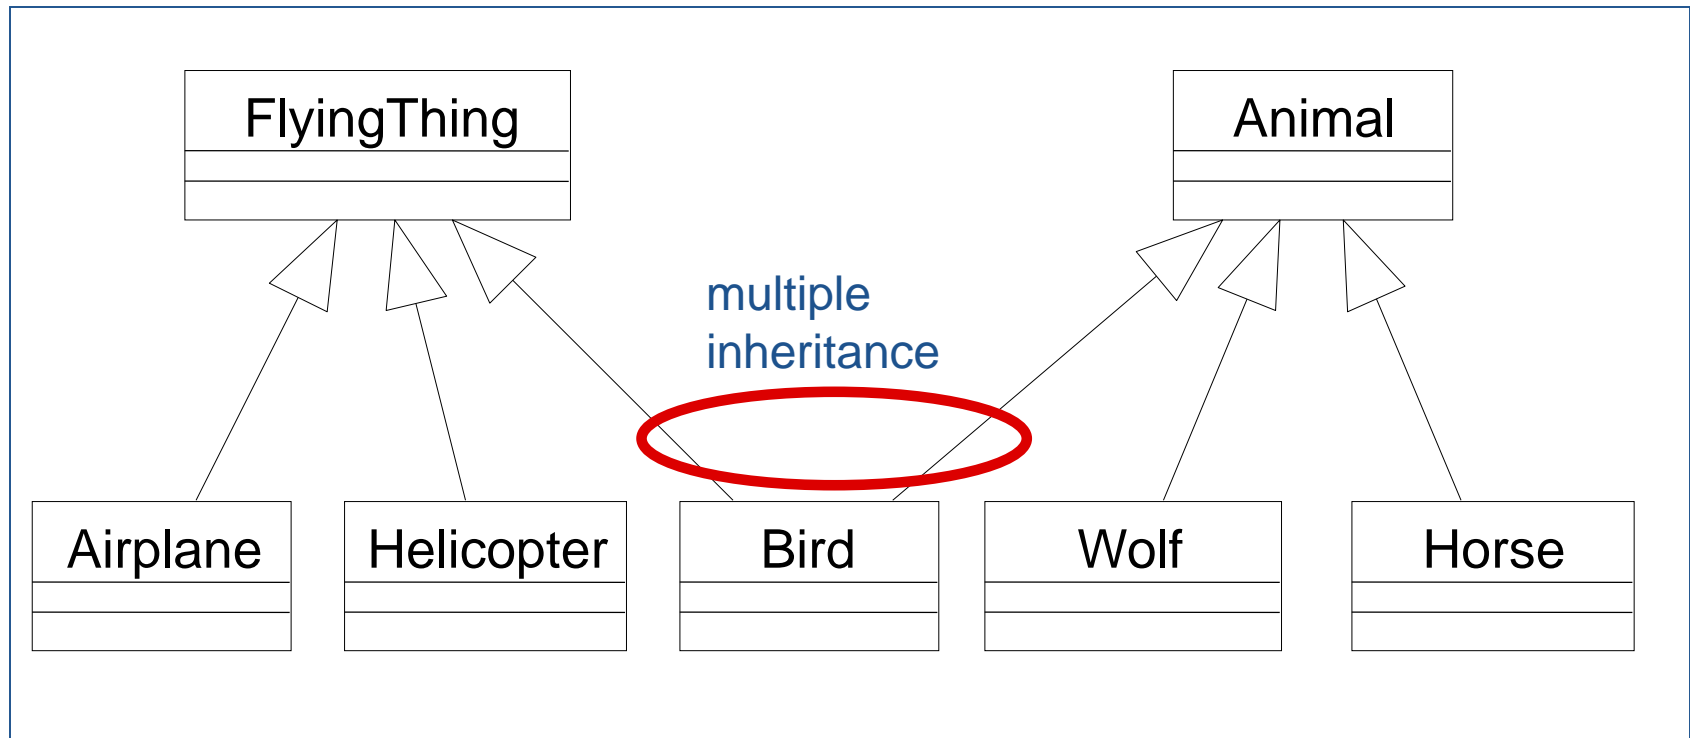 FlyingThing
Animal
multiple
inheritance
Airplane
Helicopter
Bird
Wolf
Horse